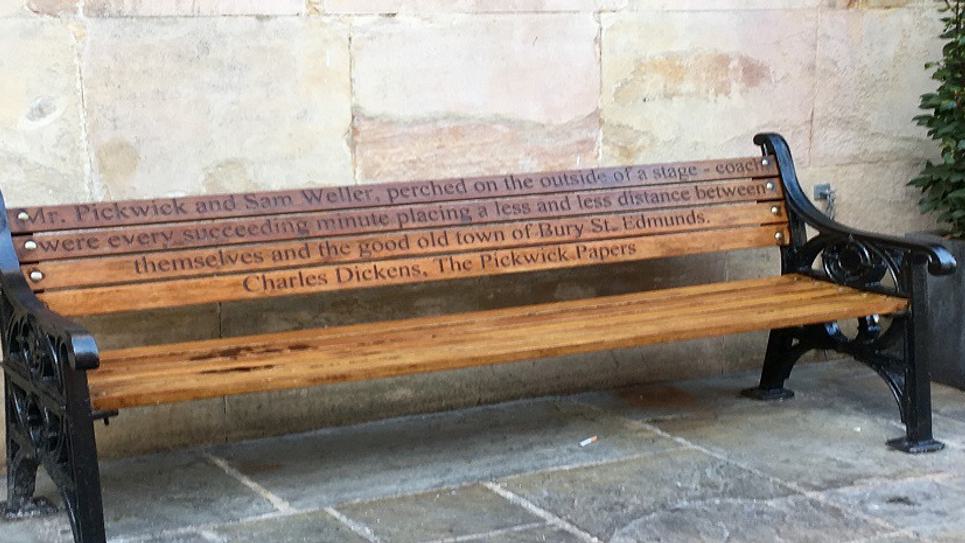 Mr. Pickwick and Sam Weller, perched on the outside of a stage - coach
were every succeeding minute placing a less and less distance between
themselves and the good old town of Bury St. Edmunds.
Charles Dickens, The Pickwick Papers